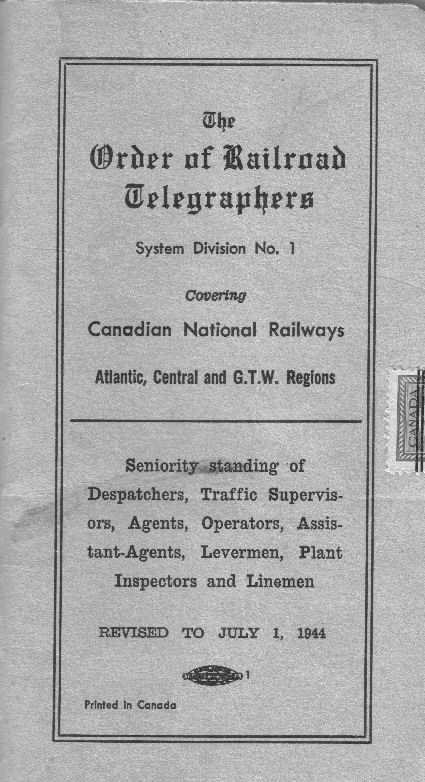 The
Order of Railroad
Telegraphers
System Division No. 1
Covering
Canadian National Railways
Atlantic, Central and G.T.W. Regions
CANADA
Seniority standing of
Despatchers, Traffic Supervis-
ors, Agents, Operators, Assis-
tant-Agents, Levermen, Plant
Inspectors and Linemen
REVISED TO JULY 1, 1944
1
Printed in Canada